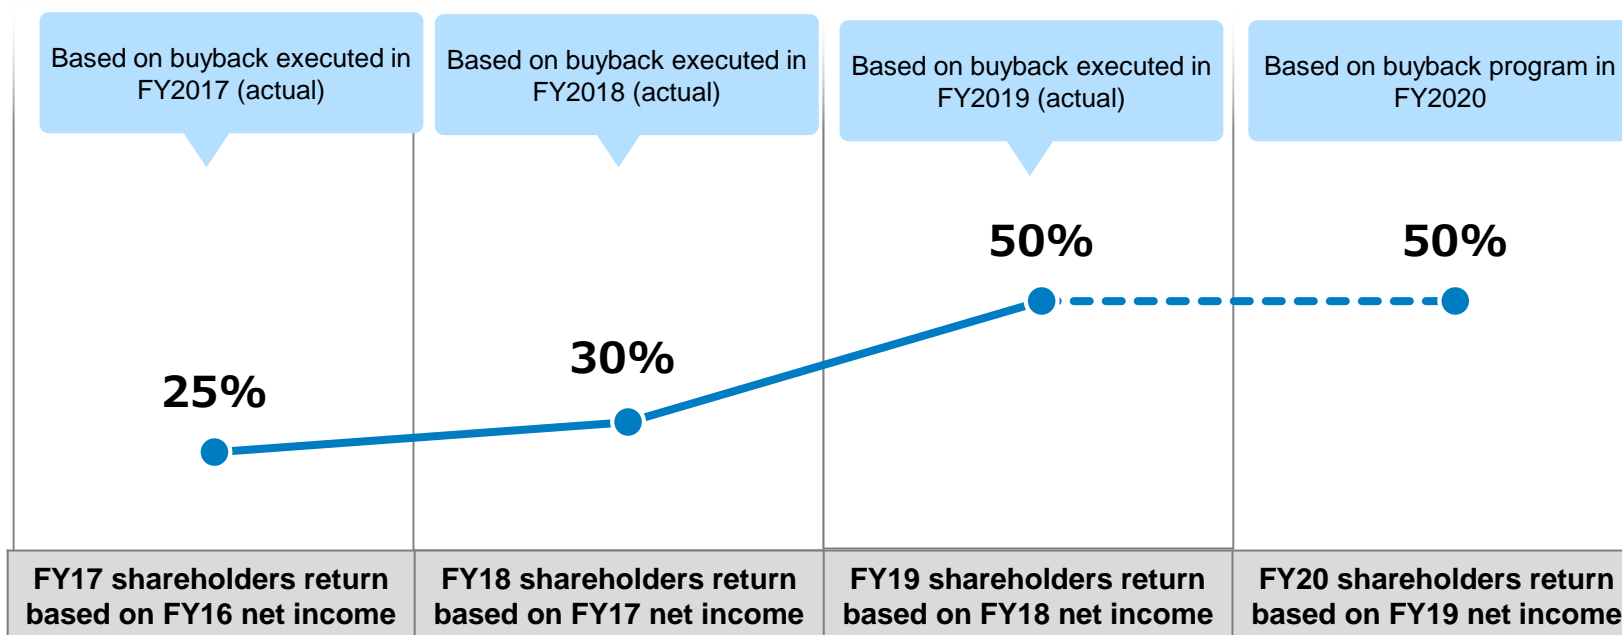 Based on buyback executed in
FY2017 (actual)
Based on buyback executed in
FY2018 (actual)
Based on buyback executed in
FY2019 (actual)
Based on buyback program in
FY2020
25%
30%
50%
50%
FY17 shareholders return
based on FY16 net income
FY18 shareholders return
based on FY17 net income
FY19 shareholders return
based on FY18 net income
FY20 shareholders return
based on FY19 net income